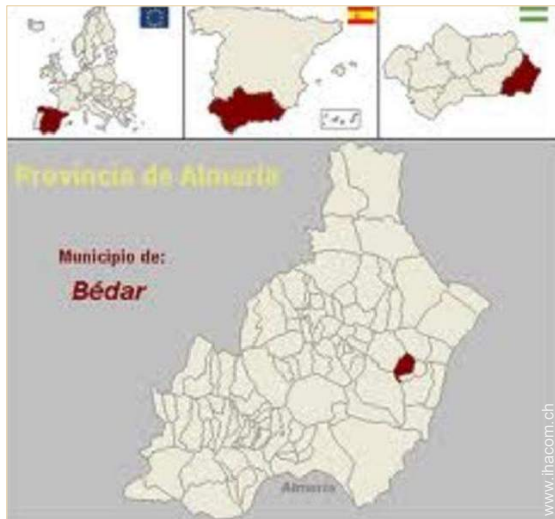 Provincia de Almería
Municipio de:
Bédar
Almería
www.ihacom.ch